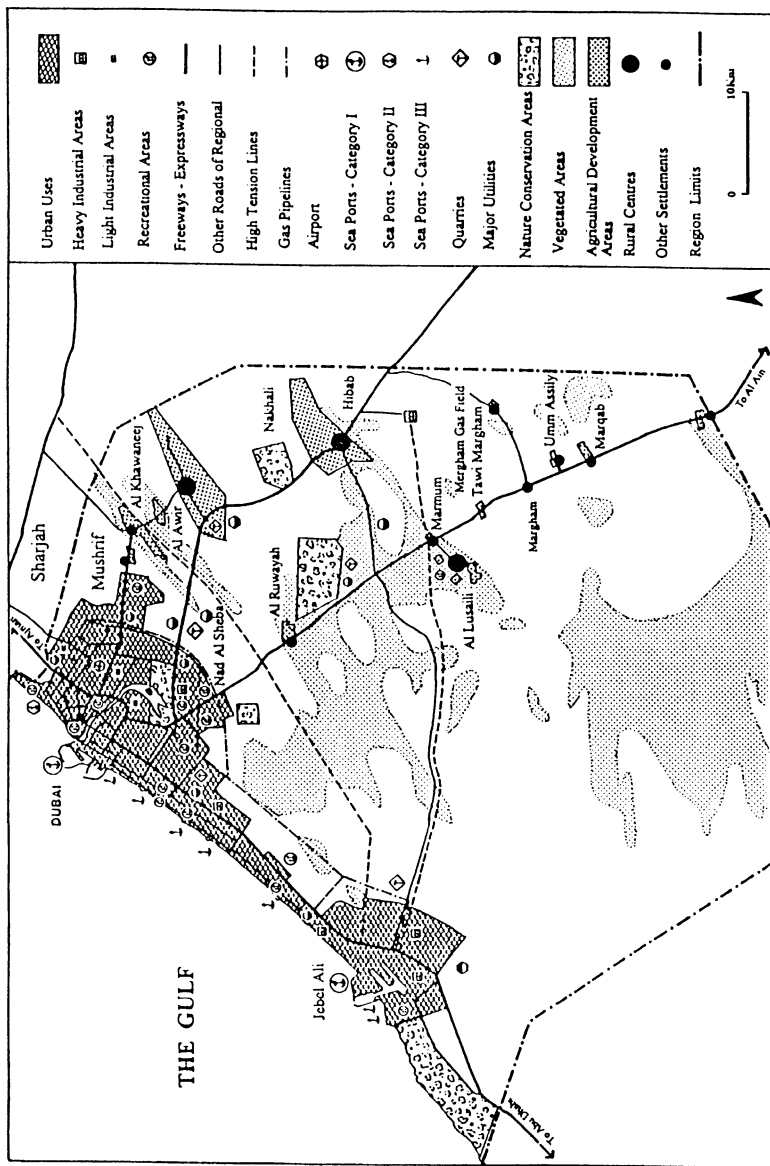 Urban Uses
Heavy Industrial Areas
Light Industrial Areas
Recreational Areas
Freeways - Expressways
Other Roads of Regional
High Tension Lines
Gas Pipelines
Airport
Sea Ports - Category I
Sea Ports - Category II
Sea Ports - Category III
Quarries
Major Utilities
Nature Conservation Areas
Vegetated Areas
Agricultural Development
Areas
Rural Centres
Other Settlements
Region Limits
0 10Km
Sharjah
To Ajman
Mushrif
Al Khawaneej
Al Awir
DUBAI
Nad Al Sheba
Nakhali
Hibab
Al Ruwayah
THE GULF
Jebel Ali
Marmum
Al Lusaili
Mergham Gas Field
Tawi Margham
Margham
Umm Assily
Marqab
To Al Ain
To Abu Dhabi